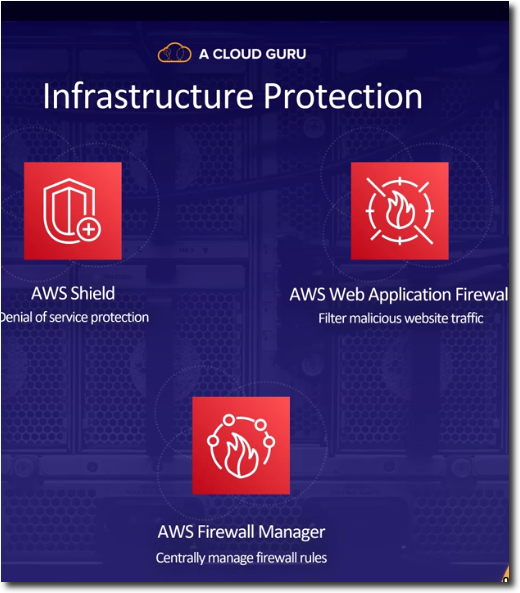 A CLOUD GURU
Infrastructure Protection
AWS Shield
Denial of service protection
AWS Web Application Firewal
Filter malicious website traffic
AWS Firewall Manager
Centrally manage firewall rules